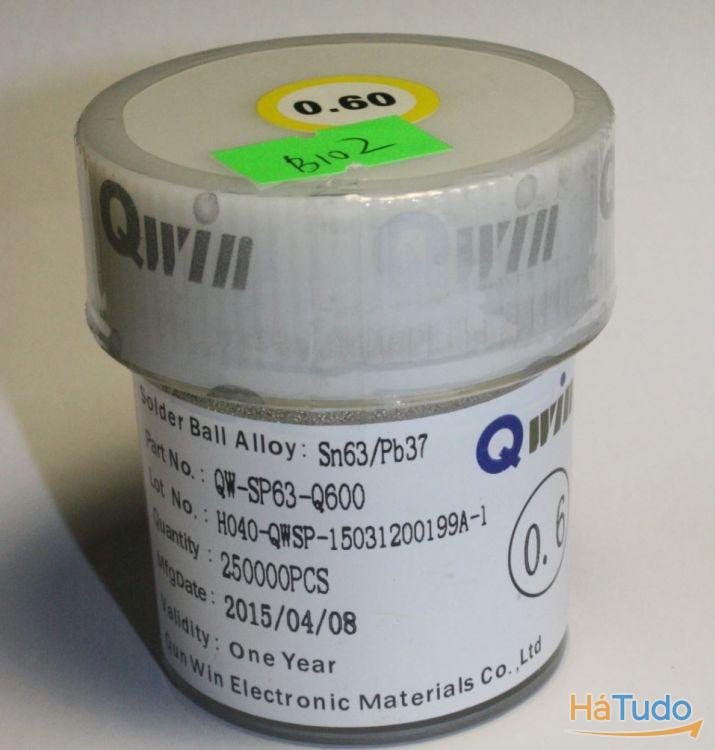 0.60
B102
Qwin
Qwin
Solder Ball Alloy: Sn63/Pb37
Qwin
Part No.: QW-SP63-Q600
Lot No.: H040-QWSP-15031200199A-1
0.6
Quantity: 250000PCS
MfgDate: 2015/04/08
Validity: One Year
QunWin Electronic Materials Co.,Ltd
HáTudo